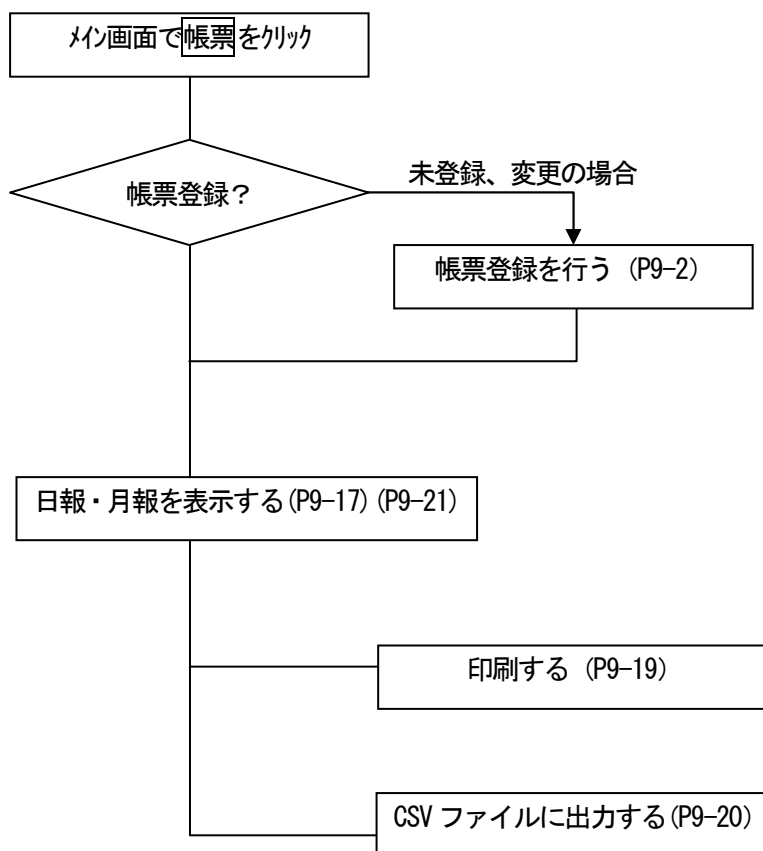 ﾒｲﾝ画面で帳票をｸﾘｯｸ
帳票登録？
未登録、変更の場合
帳票登録を行う (P9-2)
日報・月報を表示する(P9-17)(P9-21)
印刷する (P9-19)
CSV ファイルに出力する(P9-20)